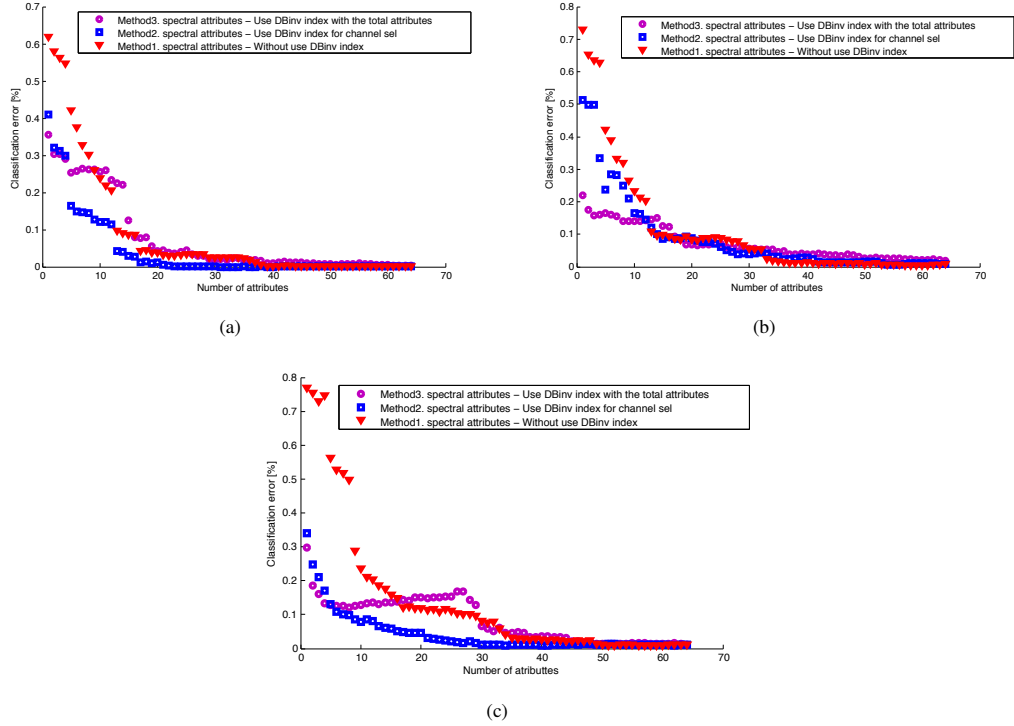 0.7
Method3. spectral attributes − Use DBinv index with the total attributes
Method2. spectral attributes − Use DBinv index for channel sel
Method1. spectral attributes − Without use DBinv index
0.6
0.5
0.4
0.3
0.2
0.1
0
Classification error [%]
0 10 20 30 40 50 60 70
Number of attributes
(a)
0.8
Method3. spectral attributes − Use DBinv index with the total attributes
Method2. spectral attributes − Use DBinv index for channel sel
Method1. spectral attributes − Without use DBinv index
0.7
0.6
0.5
0.4
0.3
0.2
0.1
0
Classification error [%]
0 10 20 30 40 50 60 70
Number of attributes
(b)
0.8
Method3. spectral attributes − Use DBinv index with the total attributes
Method2. spectral attributes − Use DBinv index for channel sel
Method1. spectral attributes − Without use DBinv index
0.7
0.6
0.5
0.4
0.3
0.2
0.1
0
Classification error [%]
0 10 20 30 40 50 60 70
Number of atributtes
(c)